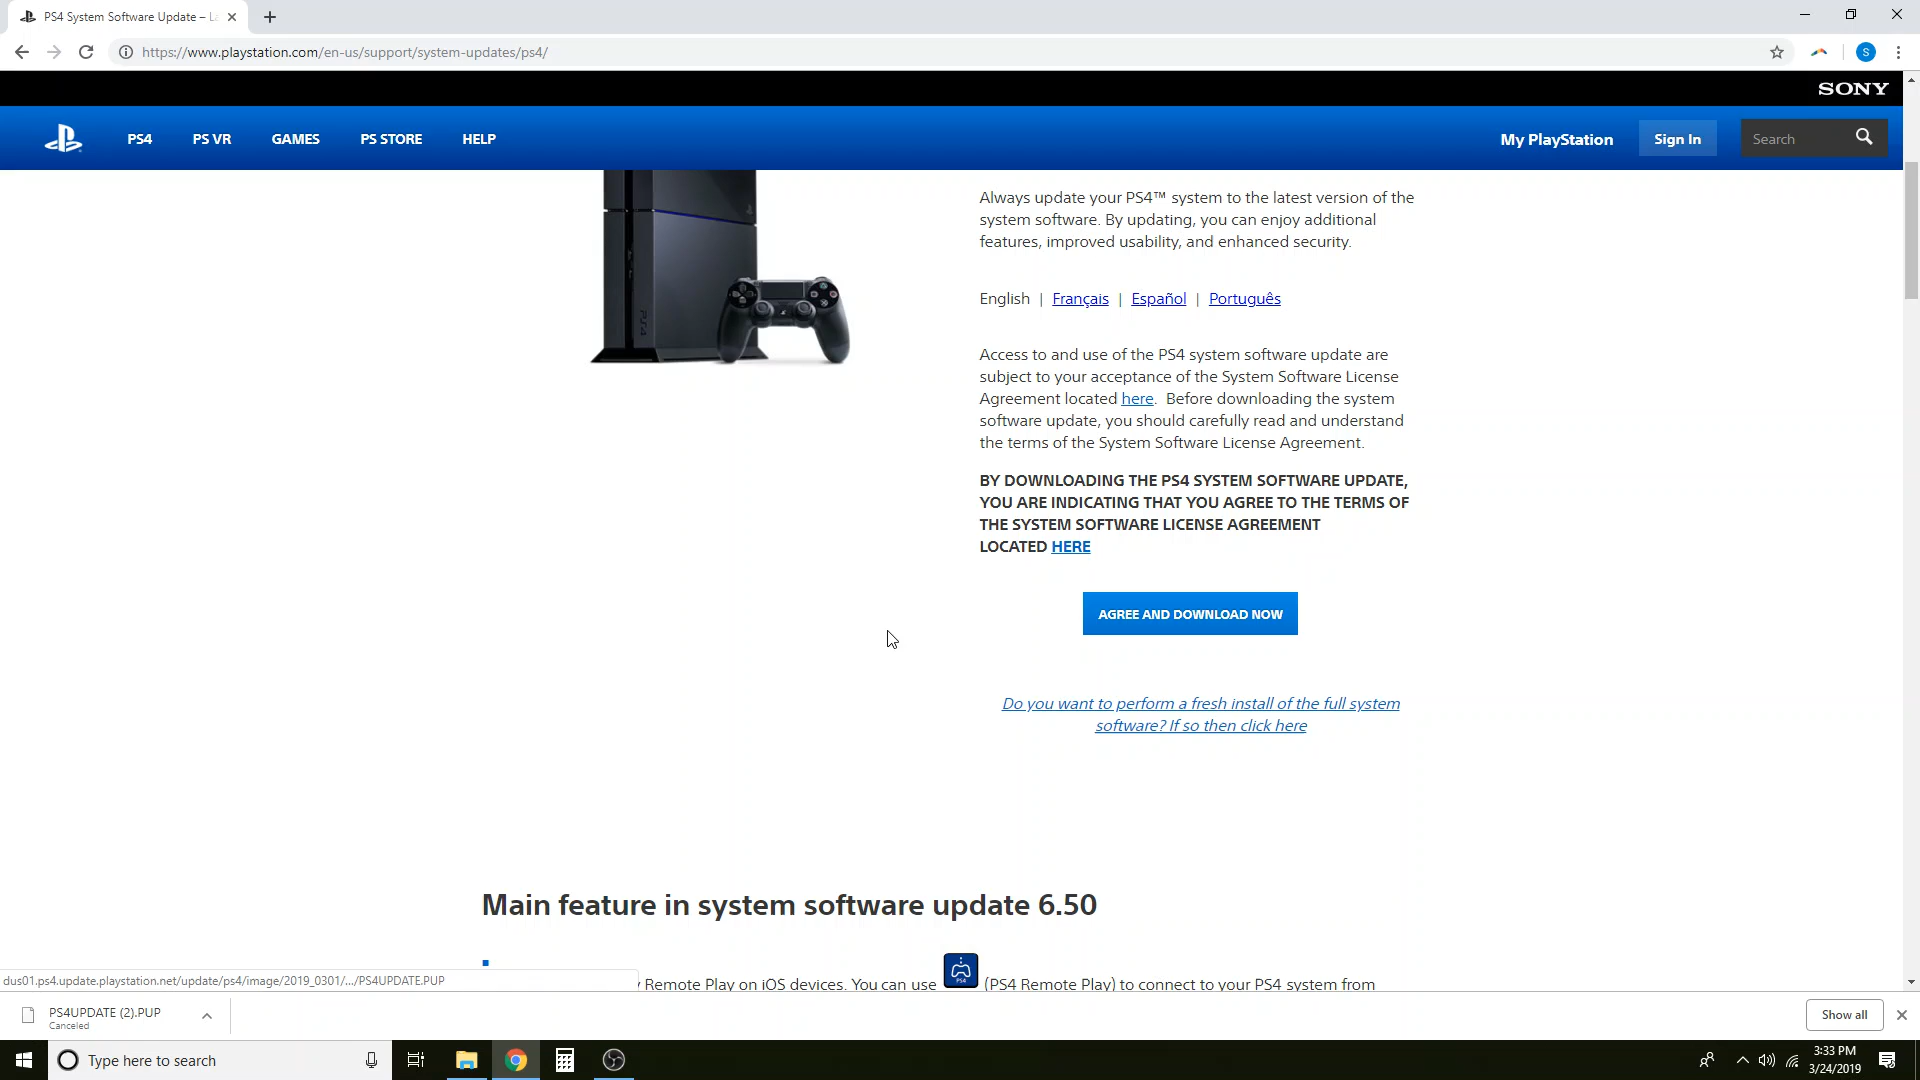 PS4 System Software Update – La
https://www.playstation.com/en-us/support/system-updates/ps4/
S
SONY
PS4 PS VR GAMES PS STORE HELP My PlayStation Sign In Search
PS4
Always update your PS4™ system to the latest version of the
system software. By updating, you can enjoy additional
features, improved usability, and enhanced security.
English | Français | Español | Português
Access to and use of the PS4 system software update are
subject to your acceptance of the System Software License
Agreement located here. Before downloading the system
software update, you should carefully read and understand
the terms of the System Software License Agreement.
BY DOWNLOADING THE PS4 SYSTEM SOFTWARE UPDATE,
YOU ARE INDICATING THAT YOU AGREE TO THE TERMS OF
THE SYSTEM SOFTWARE LICENSE AGREEMENT
LOCATED HERE
AGREE AND DOWNLOAD NOW
Do you want to perform a fresh install of the full system
software? If so then click here
Main feature in system software update 6.50
Remote Play on iOS devices. You can use PS4 (PS4 Remote Play) to connect to your PS4 system from
dus01.ps4.update.playstation.net/update/ps4/image/2019_0301/.../PS4UPDATE.PUP
PS4UPDATE (2).PUP
Canceled
Show all
Type here to search
3:33 PM
3/24/2019